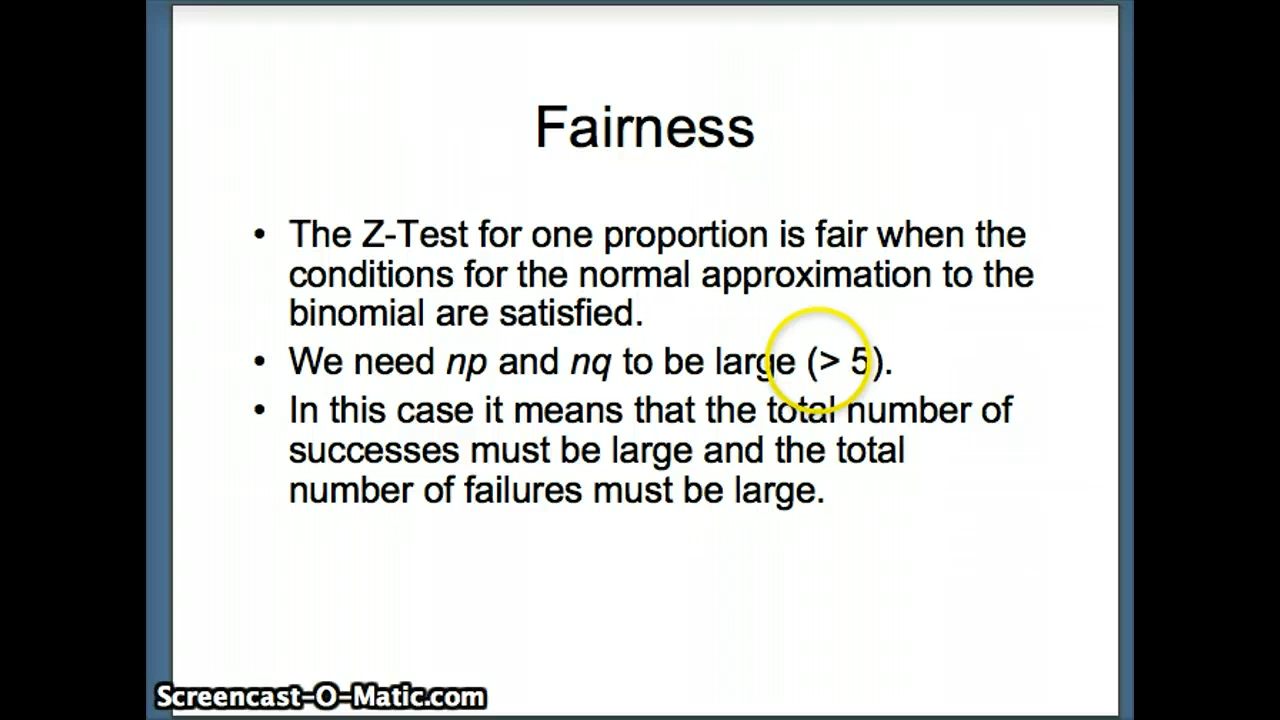 Fairness
• The Z-Test for one proportion is fair when the
conditions for the normal approximation to the
binomial are satisfied.
• We need np and nq to be large (> 5).
• In this case it means that the total number of
successes must be large and the total
number of failures must be large.
Screencast-O-Matic.com